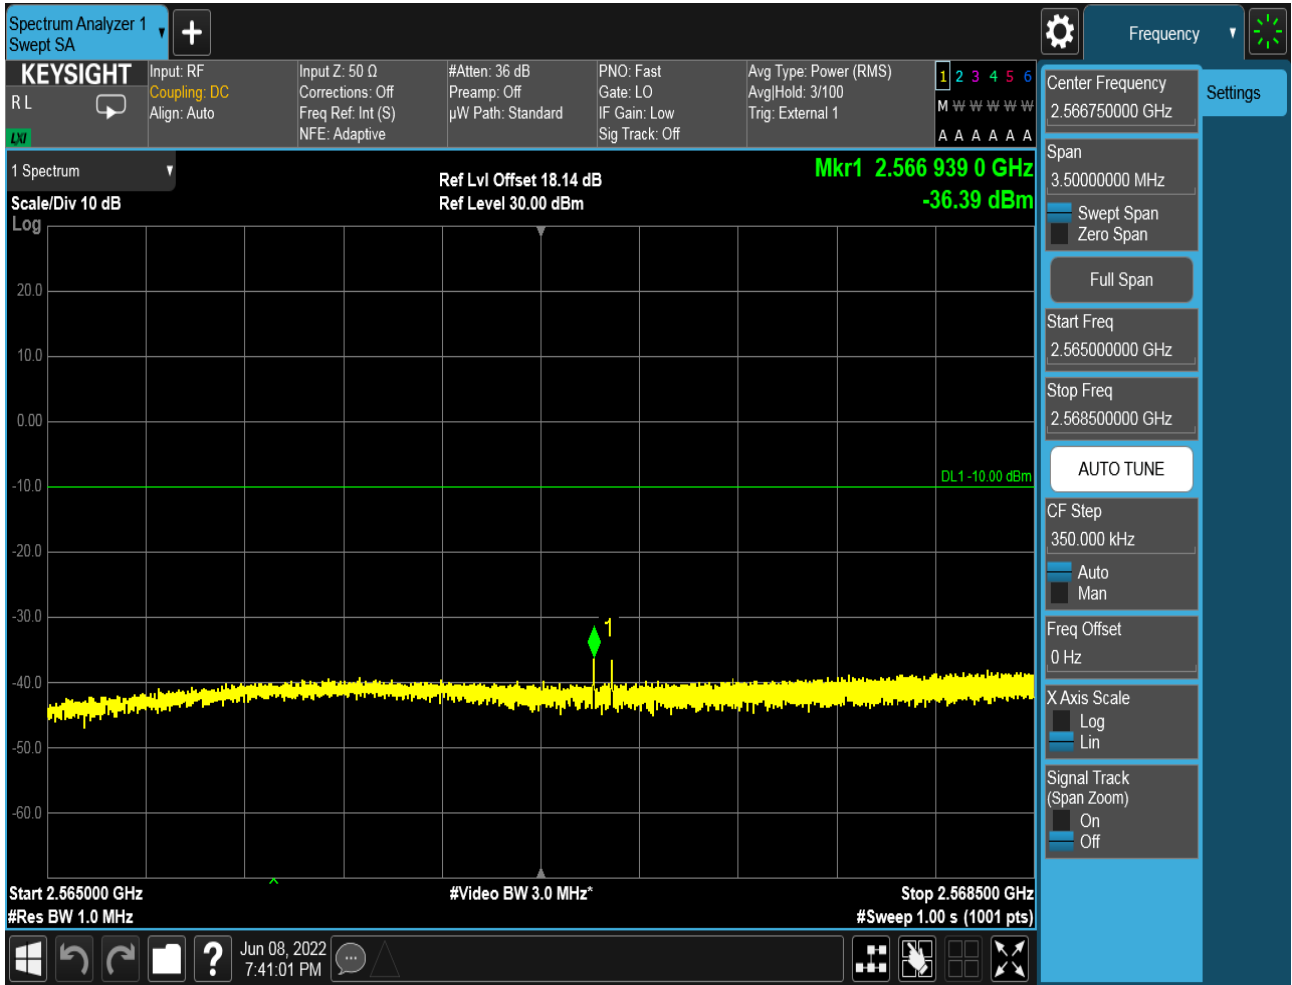 Spectrum Analyzer 1
Swept SA
Frequency
KEYSIGHT
R L
LXI
Input: RF
Coupling: DC
Align: Auto
Input Z: 50 Ω
Corrections: Off
Freq Ref: Int (S)
NFE: Adaptive
#Atten: 36 dB
Preamp: Off
µW Path: Standard
PNO: Fast
Gate: LO
IF Gain: Low
Sig Track: Off
Avg Type: Power (RMS)
Avg|Hold: 3/100
Trig: External 1
1 2 3 4 5 6
M W W W W W
A A A A A A
1 Spectrum
Scale/Div 10 dB
Log
Ref Lvl Offset 18.14 dB
Ref Level 30.00 dBm
Mkr1 2.566 939 0 GHz
-36.39 dBm
20.0
10.0
0.00
-10.0
DL1 -10.00 dBm
-20.0
-30.0
1
-40.0
-50.0
-60.0
Start 2.565000 GHz
#Video BW 3.0 MHz*
Stop 2.568500 GHz
#Res BW 1.0 MHz
#Sweep 1.00 s (1001 pts)
Center Frequency
2.566750000 GHz
Settings
Span
3.50000000 MHz
Swept Span
Zero Span
Full Span
Start Freq
2.565000000 GHz
Stop Freq
2.568500000 GHz
AUTO TUNE
CF Step
350.000 kHz
Auto
Man
Freq Offset
0 Hz
X Axis Scale
Log
Lin
Signal Track
(Span Zoom)
On
Off
?
Jun 08, 2022
7:41:01 PM